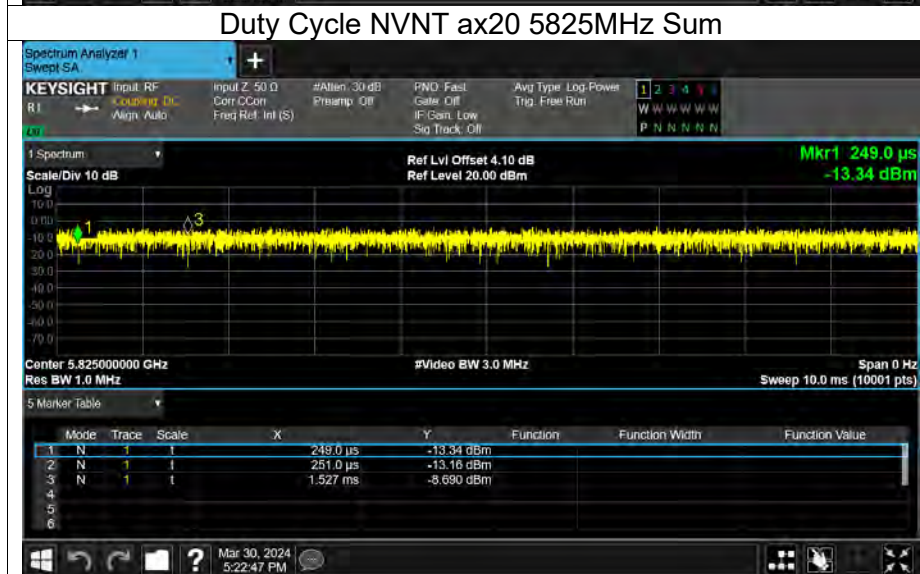 Duty Cycle NVNT ax20 5825MHz Sum
Spectrum Analyzer 1
Swept SA
+
KEYSIGHT Input: RF Input Z: 50 Ω #Atten: 30 dB PNO: Fast Avg Type: Log-Power 1 2 3 4 5 6
R L Coupling: DC Corr CCorr Preamp: Off Gate: Off Trig: Free Run W W W W W W
Align: Auto Freq Ref: Int (S) IF Gain: Low
Sig Track: Off P N N N N N
1 Spectrum Ref Lvl Offset 4.10 dB Mkr1 249.0 µs
Scale/Div 10 dB Ref Level 20.00 dBm -13.34 dBm
Log
10.0
0.00
-10.0
-20.0
-30.0
-40.0
-50.0
-60.0
-70.0
1
3
Center 5.825000000 GHz #Video BW 3.0 MHz Span 0 Hz
Res BW 1.0 MHz Sweep 10.0 ms (10001 pts)
5 Marker Table
Mode Trace Scale X Y Function Function Width Function Value
1 N 1 t 249.0 µs -13.34 dBm
2 N 1 t 251.0 µs -13.16 dBm
3 N 1 t 1.527 ms -8.690 dBm
4
5
6
? Mar 30, 2024
5:22:47 PM